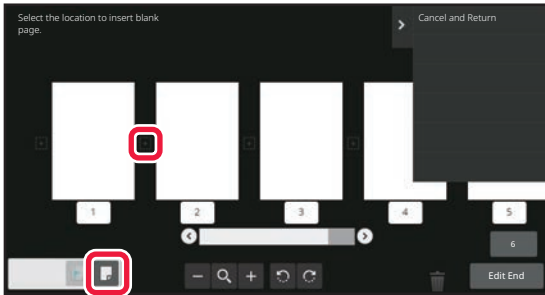 Select the location to insert blank
page.
Cancel and Return
1
2
3
4
5
6
Edit End